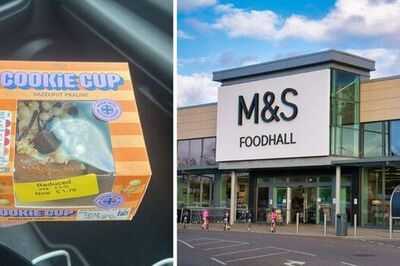 COOKIE CUP
HAZELNUT PRALINE
Reduced
Now £1.75
COOKIE CUP
M&S
FOODHALL